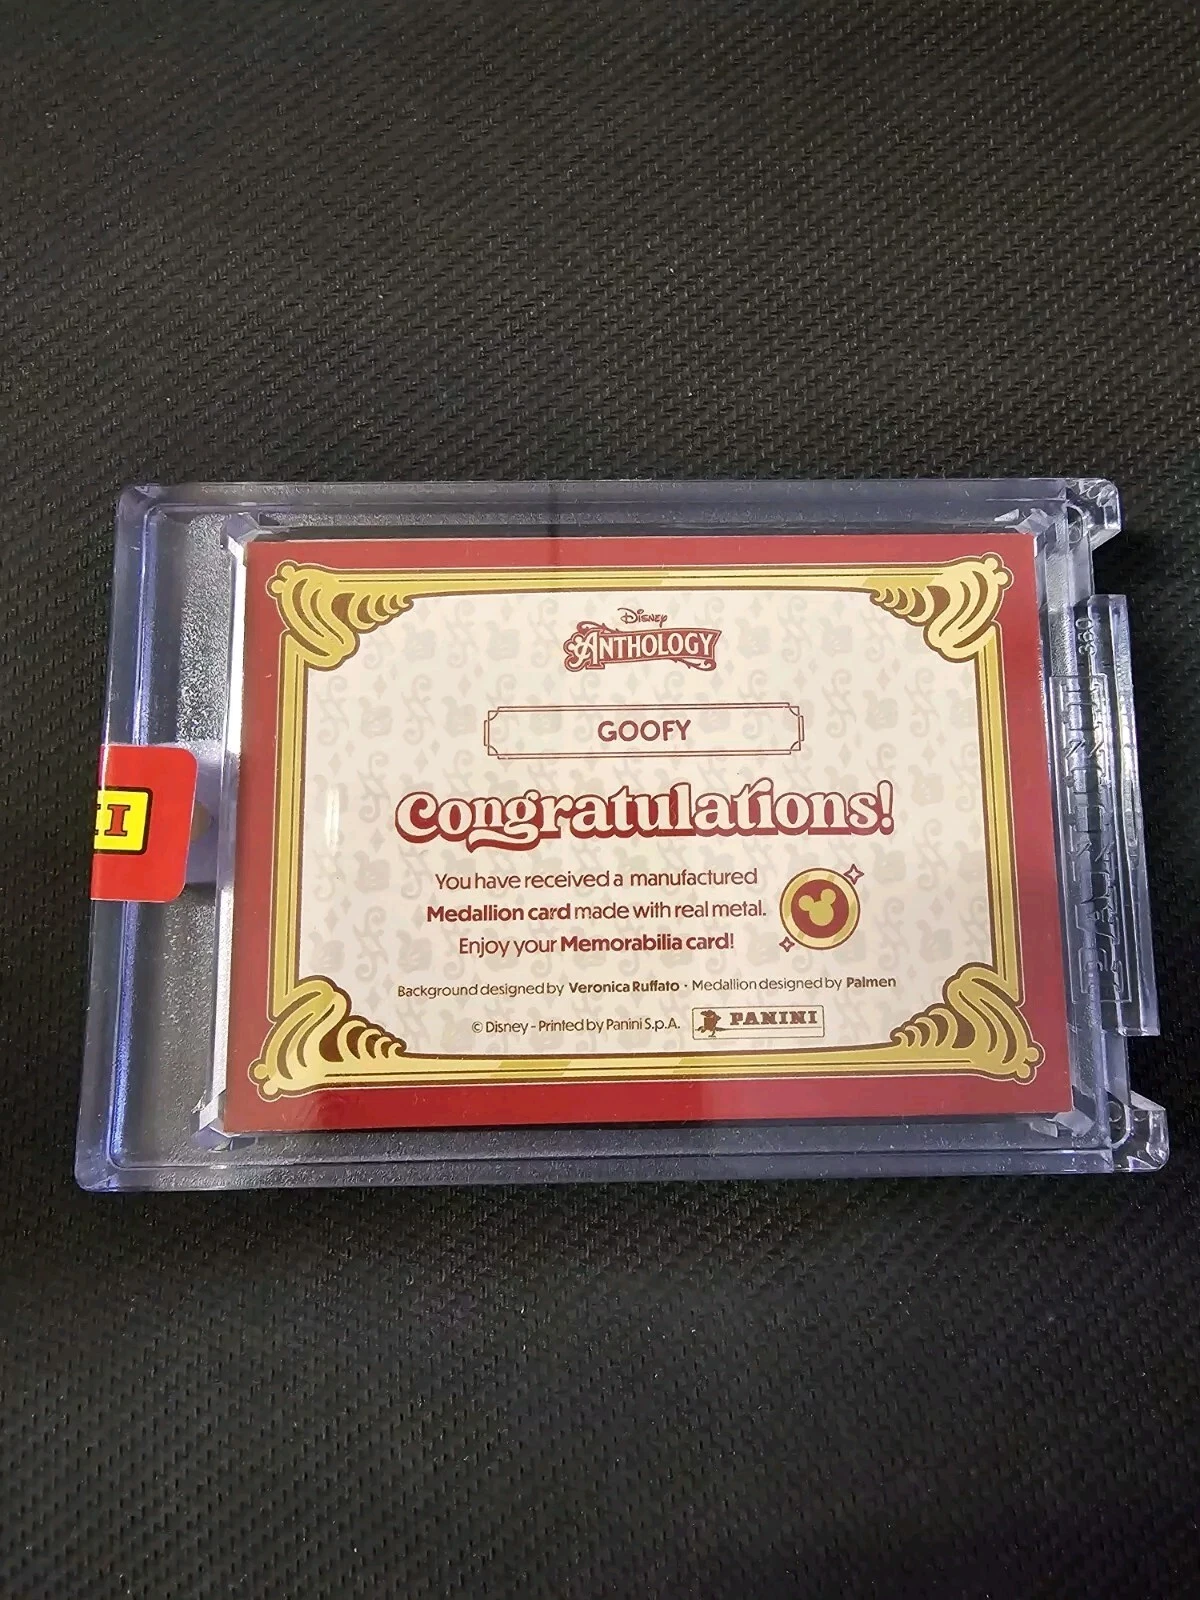 Disney
ANTHOLOGY
GOOFY
Congratulations!
You have received a manufactured
Medallion card made with real metal.
Enjoy your Memorabilia card!
Background designed by Veronica Ruffato · Medallion designed by Palmen
© Disney - Printed by Panini S.p.A. PANINI